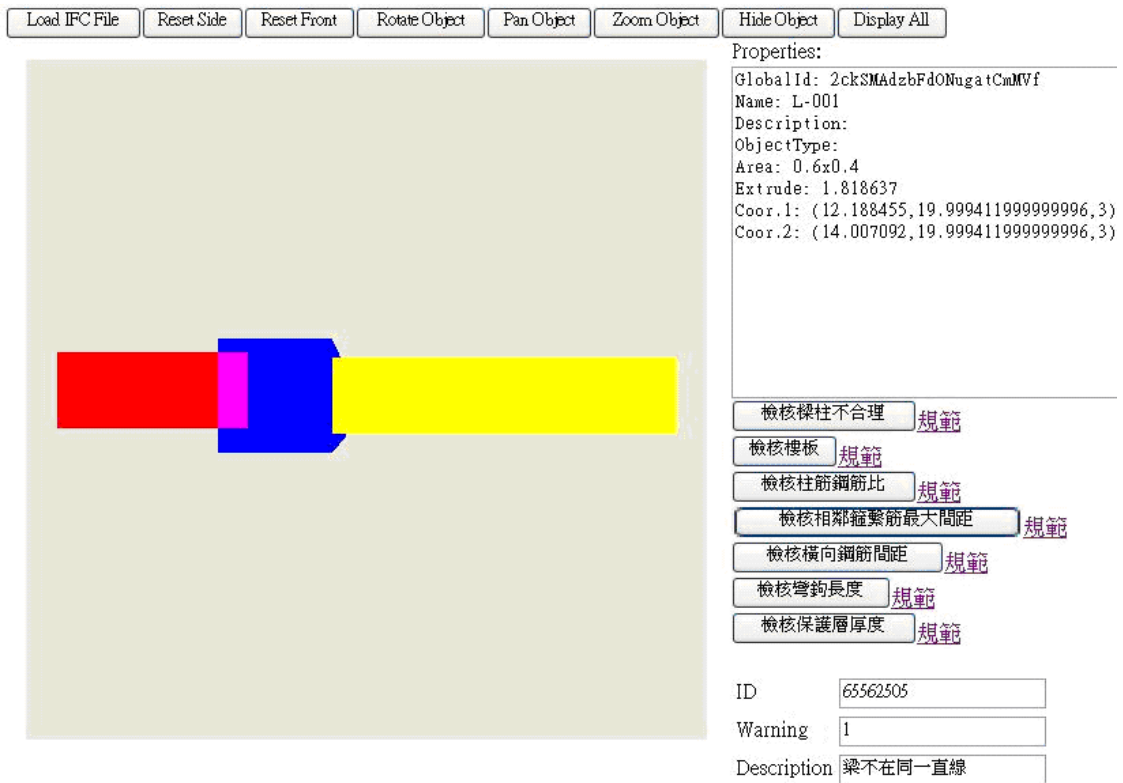 Load IFC File Reset Side Reset Front Rotate Object Pan Object Zoom Object Hide Object Display All
Properties:
GlobalId: 2ckSMAdzbFdONugatCmMVf
Name: L-001
Description:
ObjectType:
Area: 0.6x0.4
Extrude: 1.818637
Coor.1: (12.188455,19.999411999999996,3)
Coor.2: (14.007092,19.999411999999996,3)
檢核樑柱不合理 規範
檢核樓板 規範
檢核柱筋鋼筋比 規範
檢核相鄰箍繫筋最大間距 規範
檢核橫向鋼筋間距 規範
檢核彎鉤長度 規範
檢核保護層厚度 規範
ID 65562505
Warning 1
Description 梁不在同一直線